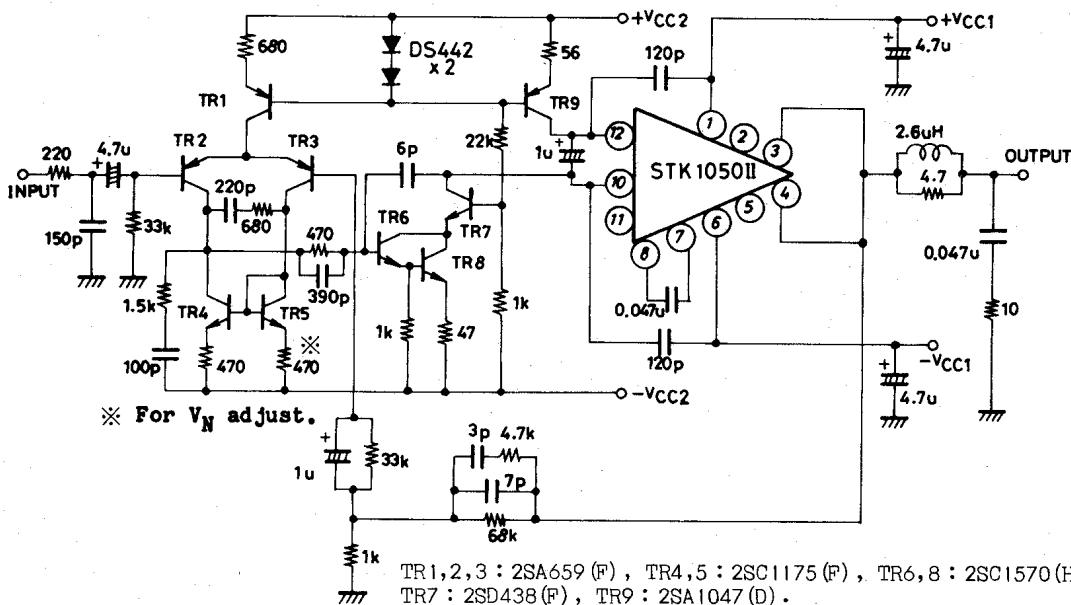 +VCC2
+VCC1
680
DS442
x 2
56
120p
+
4.7u
TR1
TR9
TR2
TR3
22k
+
1u
12
1
2
3
2.6uH
220
4.7u
+
INPUT
6p
10
STK1050II
4
4.7
OUTPUT
220p
TR6
TR7
11
5
150p
33k
680
470
TR8
8
7
6
0.047u
1.5k
390p
TR4
TR5
1k
0.047u
10
※
1k
47
120p
-VCC1
100p
470
470
-VCC2
+
4.7u
※ For VN adjust.
+
1u
33k
3p
4.7k
7p
68k
1k
TR1,2,3 : 2SA659(F), TR4,5 : 2SC1175(F), TR6,8 : 2SC1570(H
TR7 : 2SD438(F), TR9 : 2SA1047(D).